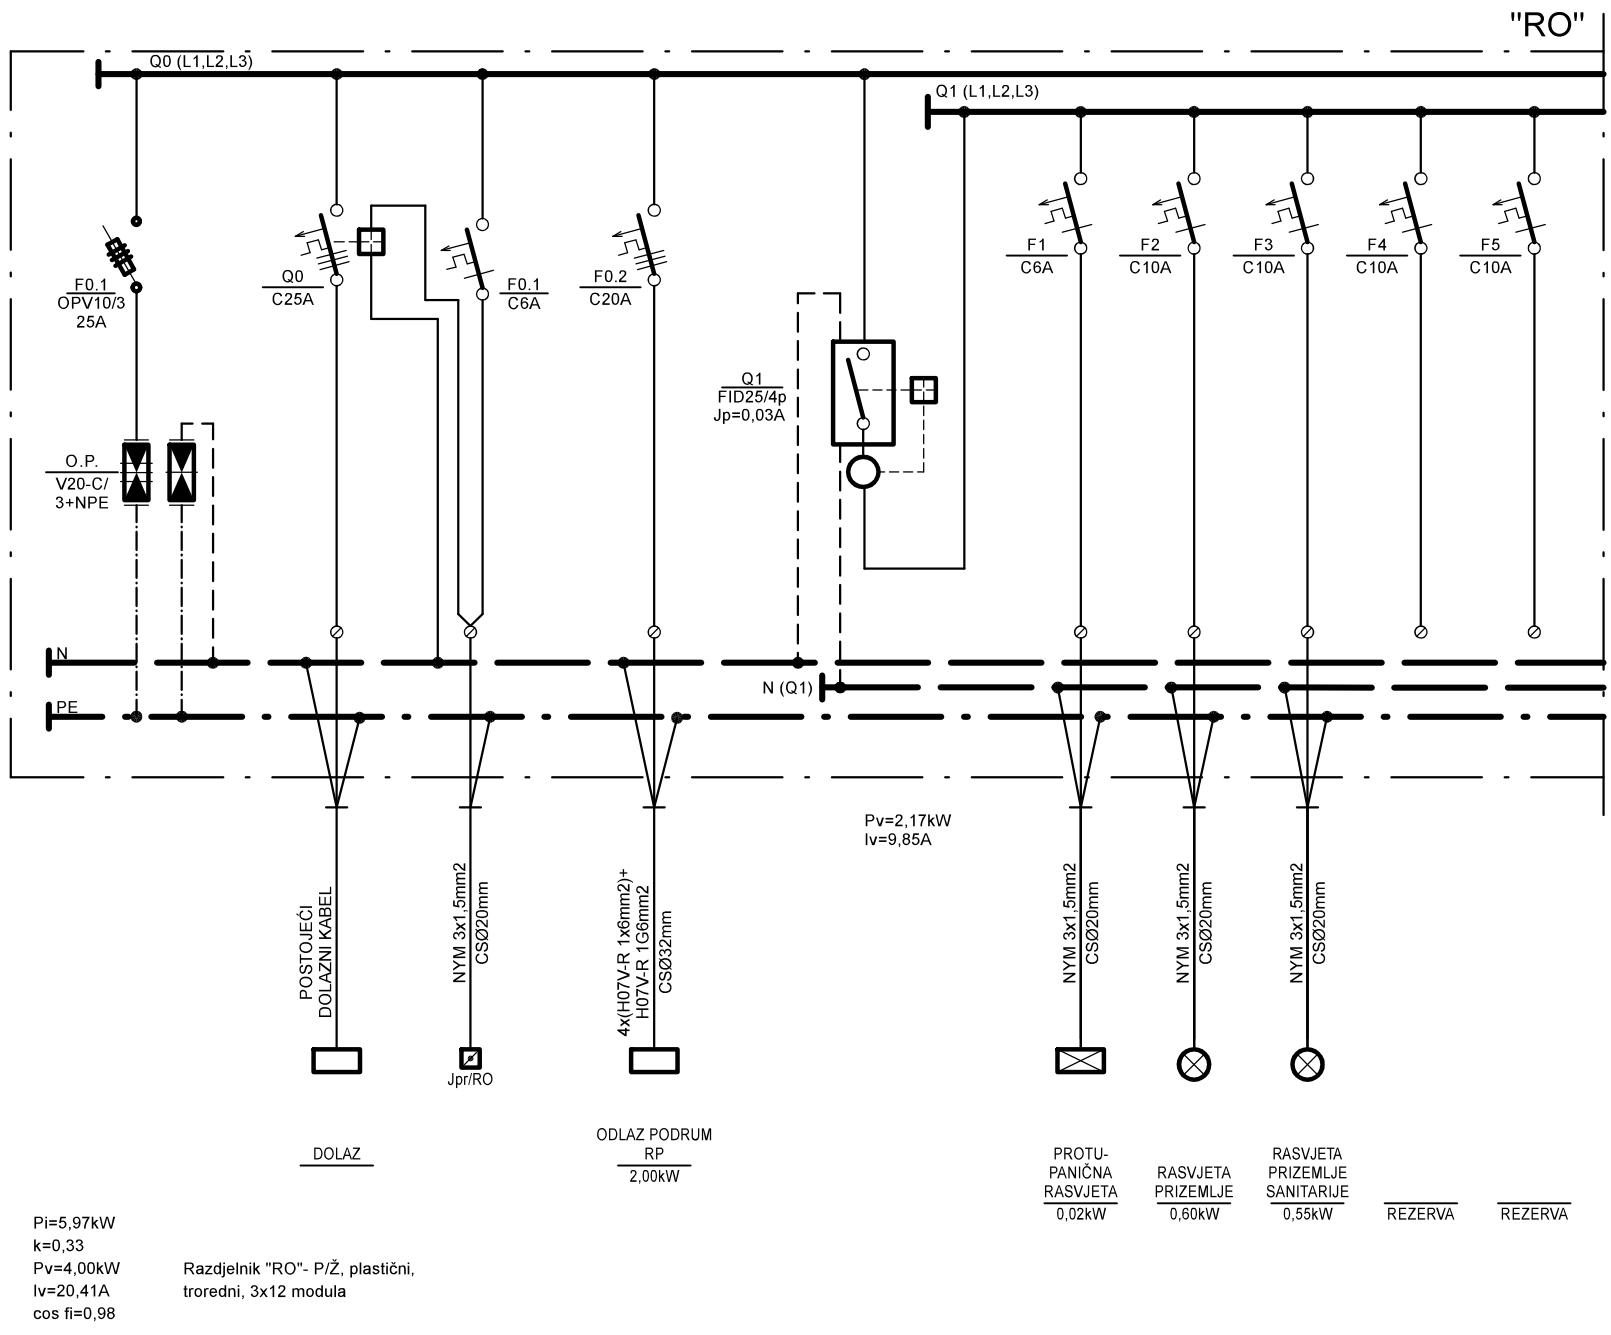 "RO"
Q0 (L1,L2,L3)
Q1 (L1,L2,L3)
F0.1
OPV10/3
25A
Q0
C25A
F0.1
C6A
F0.2
C20A
F1
C6A
F2
C10A
F3
C10A
F4
C10A
F5
C10A
Q1
FID25/4p
Jp=0,03A
O.P.
V20-C/
3+NPE
N
N (Q1)
PE
Pv=2,17kW
Iv=9,85A
POSTOJEĆI
DOLAZNI KABEL
NYM 3x1,5mm2
CSØ20mm
4x(H07V-R 1x6mm2)+
H07V-R 1G6mm2
CSØ32mm
NYM 3x1,5mm2
CSØ20mm
NYM 3x1,5mm2
CSØ20mm
NYM 3x1,5mm2
CSØ20mm
Jpr/RO
DOLAZ
ODLAZ PODRUM
RP
2,00kW
PROTU-
PANIČNA
RASVJETA
0,02kW
RASVJETA
PRIZEMLJE
0,60kW
RASVJETA
PRIZEMLJE
SANITARIJE
0,55kW
REZERVA
REZERVA
Pi=5,97kW
k=0,33
Pv=4,00kW
Iv=20,41A
cos fi=0,98
Razdjelnik "RO"- P/Ž, plastični,
troredni, 3x12 modula